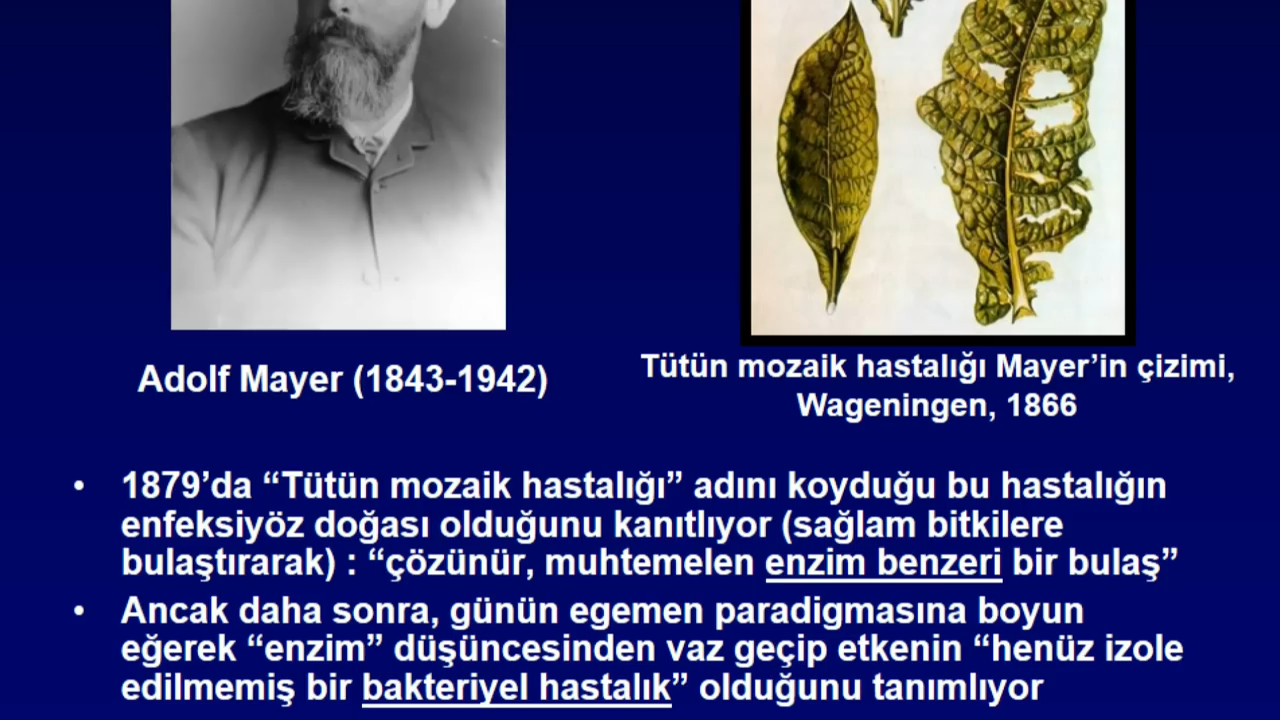 Adolf Mayer (1843-1942)
Tütün mozaik hastalığı Mayer’in çizimi,
Wageningen, 1866
• 1879’da “Tütün mozaik hastalığı” adını koyduğu bu hastalığın
enfeksiyöz doğası olduğunu kanıtlıyor (sağlam bitkilere
bulaştırarak) : “çözünür, muhtemelen enzim benzeri bir bulaş”
• Ancak daha sonra, günün egemen paradigmasına boyun
eğerek “enzim” düşüncesinden vaz geçip etkenin “henüz izole
edilmemiş bir bakteriyel hastalık” olduğunu tanımlıyor